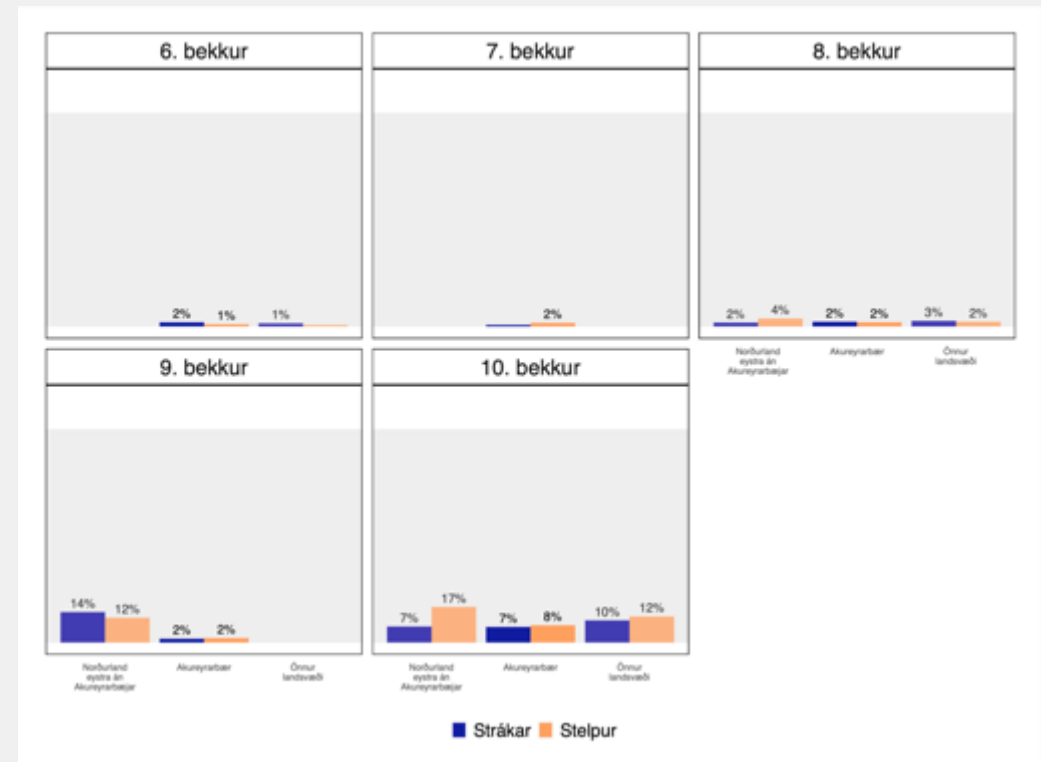 6. bekkur
7. bekkur
8. bekkur
2%
1%
1%
2%
2%
4%
2%
2%
3%
2%
Norðurland
eystra án
Akureyrarbæjar
Akureyrarbær
Önnur
landsvæði
9. bekkur
10. bekkur
14%
12%
2%
2%
7%
17%
7%
8%
10%
12%
Norðurland
eystra án
Akureyrarbæjar
Akureyrarbær
Önnur
landsvæði
Norðurland
eystra án
Akureyrarbæjar
Akureyrarbær
Önnur
landsvæði
Strákar
Stelpur